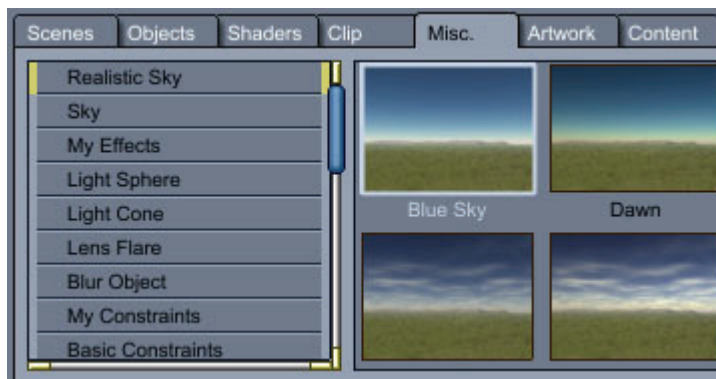 Scenes Objects Shaders Clip Misc. Artwork Content
Realistic Sky
Sky
My Effects
Light Sphere
Light Cone
Lens Flare
Blur Object
My Constraints
Basic Constraints
Blue Sky Dawn